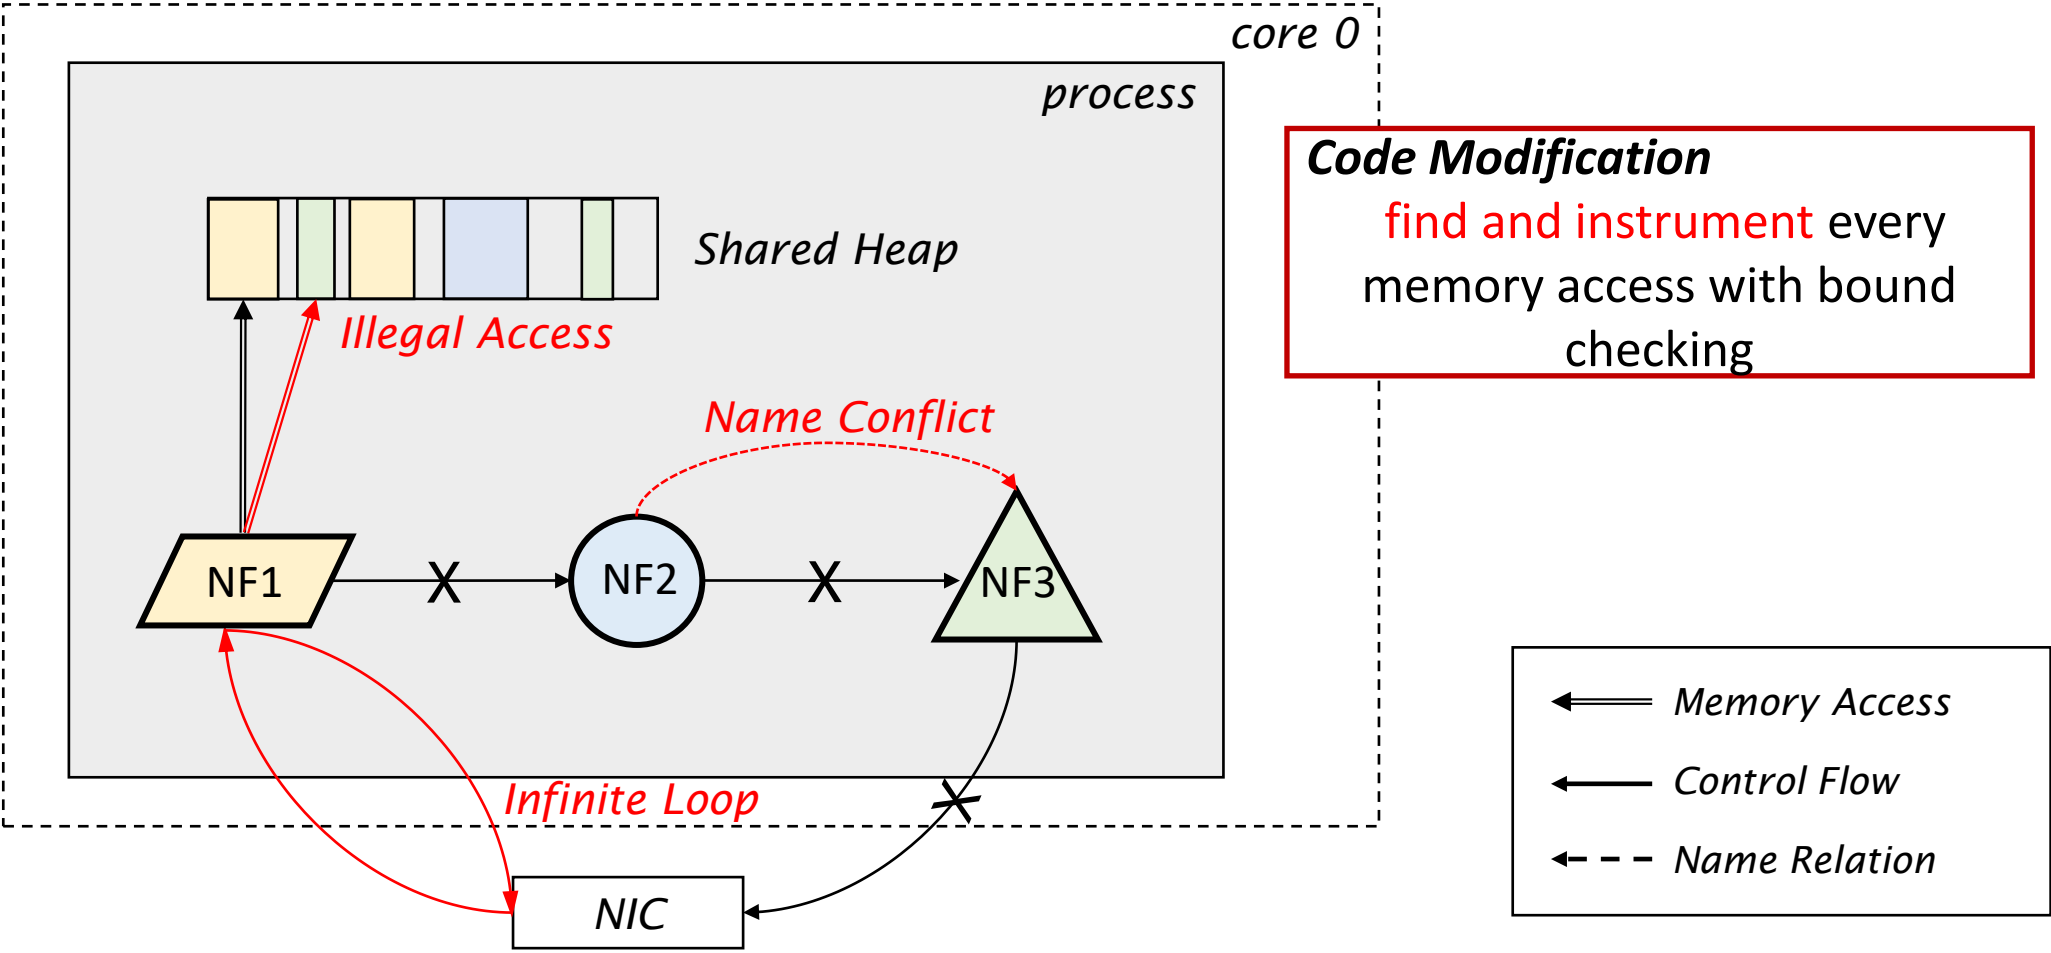 core 0
process
Code Modification
find and instrument every
memory access with bound
checking
Shared Heap
Illegal Access
Name Conflict
NF1
X
NF2
X
NF3
Infinite Loop
X
NIC
Memory Access
Control Flow
Name Relation